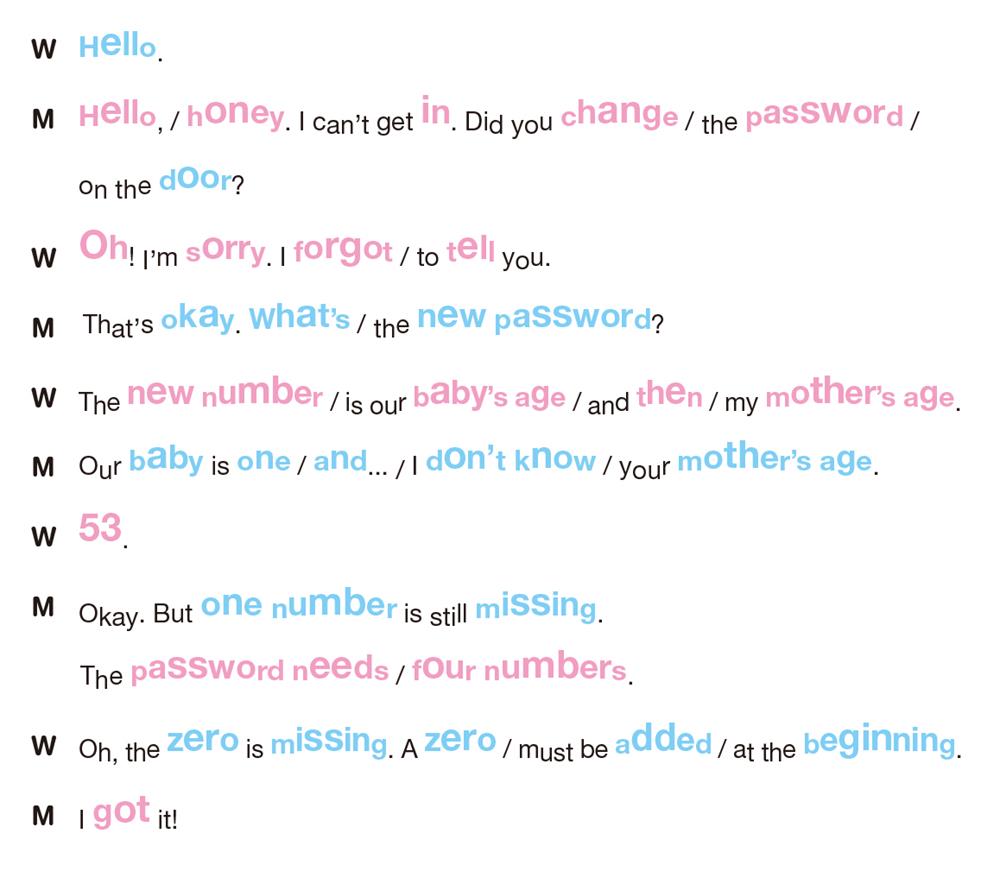 W Hello.
M Hello, / honey. I can't get in. Did you change / the password /
on the door?
W Oh! I'm sorry. I forgot / to tell you.
M That's okay. what's / the new password?
W The new number / is our baby's age / and then / my mother's age.
M Our baby is one / and... / I don't know / your mother's age.
W 53.
M Okay. But one number is still missing.
The password needs / four numbers.
W Oh, the zero is missing. A zero / must be added / at the beginning.
M I got it!